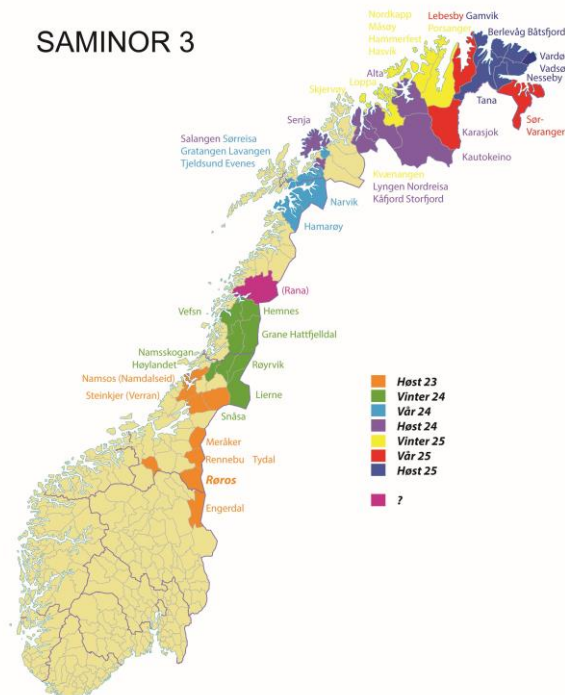 SAMINOR 3
Nordkapp
Måsøy
Hammerfest
Hasvik
Porsanger
Lebesby Gamvik
Berlevåg Båtsfjord
Vardø
Vadsø
Nesseby
Loppa
Alta
Skjervøy
Tana
Sør-
Varanger
Senja
Karasjok
Kautokeino
Salangen Sørreisa
Gratangen Lavangen
Tjeldsund Evenes
Kvænangen
Lyngen Nordreisa
Kåfjord Storfjord
Narvik
Hamarøy
(Rana)
Vefsn
Hemnes
Grane Hattfjelldal
Namsskogan
Høylandet
Røyrvik
Namsos (Namdalseid)
Steinkjer (Verran)
Lierne
Snåsa
Meråker
Rennebu Tydal
Røros
Engerdal
Høst 23
Vinter 24
Vår 24
Høst 24
Vinter 25
Vår 25
Høst 25
?